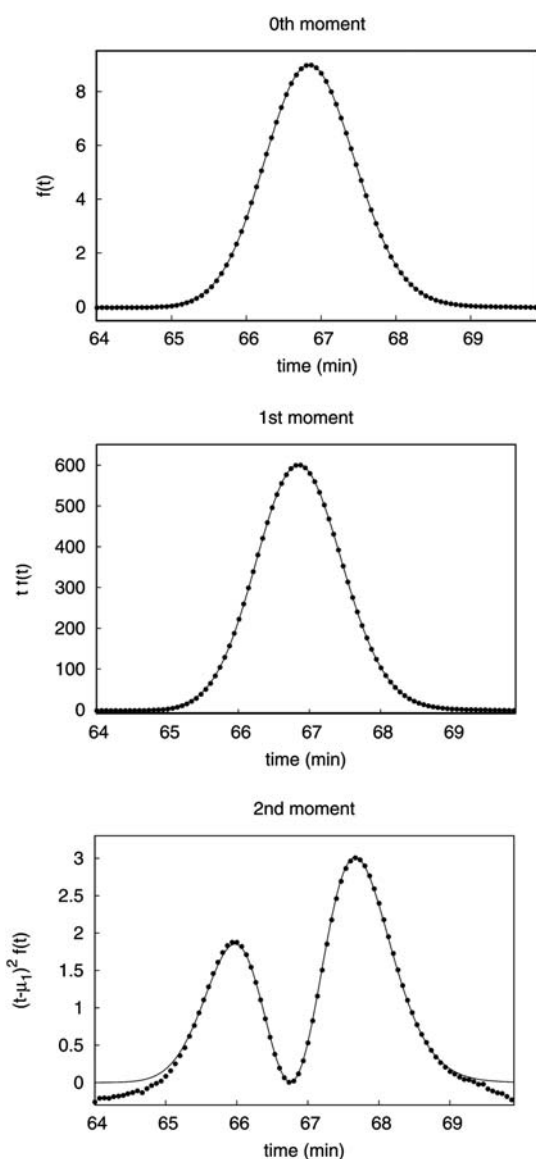 0th moment
8
6
4
2
0
f(t)
64 65 66 67 68 69
time (min)
1st moment
600
500
400
300
200
100
0
t f(t)
64 65 66 67 68 69
time (min)
2nd moment
3
2.5
2
1.5
1
0.5
0
(t-μ₁)² f(t)
64 65 66 67 68 69
time (min)